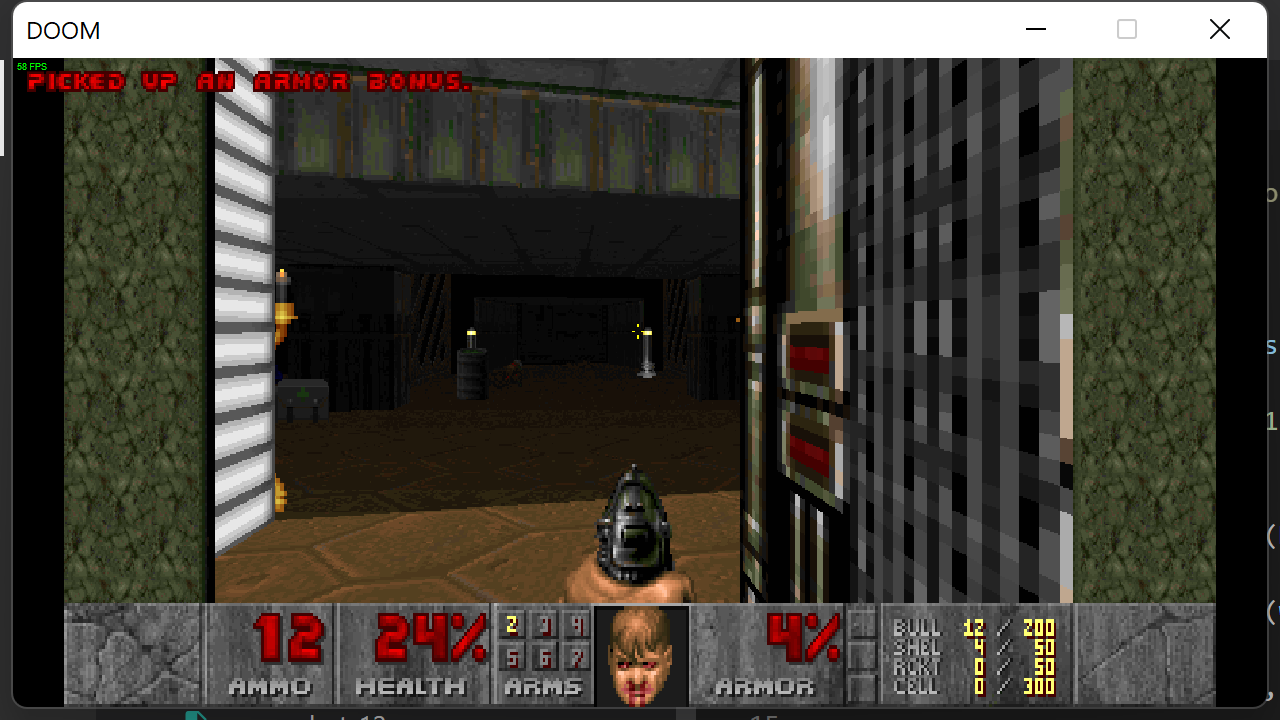 DOOM
58 FPS
PICKED UP AN ARMOR BONUS.
12 24% 2 3 4 4% BULL 12 / 200
SHEL 4 / 50
5 6 7 RCKT 0 / 50
AMMO HEALTH ARMS ARMOR CELL 0 / 300